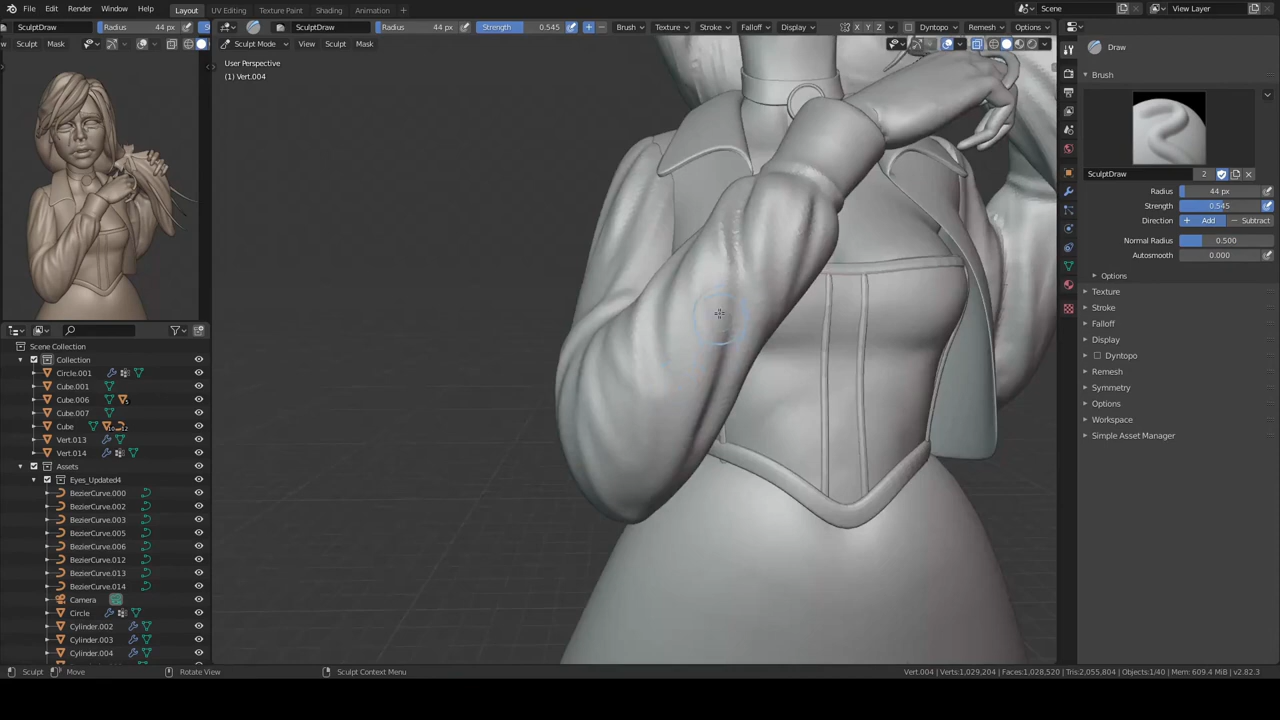 File Edit Render Window Help Layout UV Editing Texture Paint Shading Animation + Scene View Layer
SculptDraw Radius 44 px S SculptDraw Radius 44 px Strength 0.545 Brush Texture Stroke Falloff Display X Y Z Dyntopo Remesh Options
Sculpt Mask Sculpt Mode View Sculpt Mask Draw
User Perspective
(1) Vert.004
Brush
SculptDraw 2
Radius 44 px
Strength 0.545
Direction + Add — Subtract
Normal Radius 0.500
Autosmooth 0.000
Options
Texture
Stroke
Falloff
Display
Dyntopo
Remesh
Symmetry
Options
Workspace
Simple Asset Manager
Scene Collection
Collection
Circle.001
Cube.001
Cube.006
Cube.007
Cube
Vert.013
Vert.014
Assets
Eyes_Updated4
BezierCurve.000
BezierCurve.002
BezierCurve.003
BezierCurve.005
BezierCurve.006
BezierCurve.012
BezierCurve.013
BezierCurve.014
Camera
Circle
Cylinder.002
Cylinder.003
Cylinder.004
Sculpt Move Rotate View Sculpt Context Menu Vert.004 | Verts:1,029,204 | Faces:1,028,520 | Tris:2,055,804 | Objects:1/40 | Mem: 609.4 MiB | v2.82.3